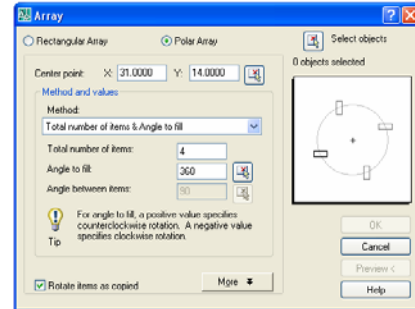 Array
Rectangular Array
Polar Array
Select objects
0 objects selected
Center point: X: 31.0000 Y: 14.0000
Method and values
Method:
Total number of items & Angle to fill
Total number of items: 4
Angle to fill: 360
Angle between items: 90
For angle to fill, a positive value specifies
counterclockwise rotation. A negative value
specifies clockwise rotation.
Tip
Rotate items as copied
More
OK
Cancel
Preview <
Help